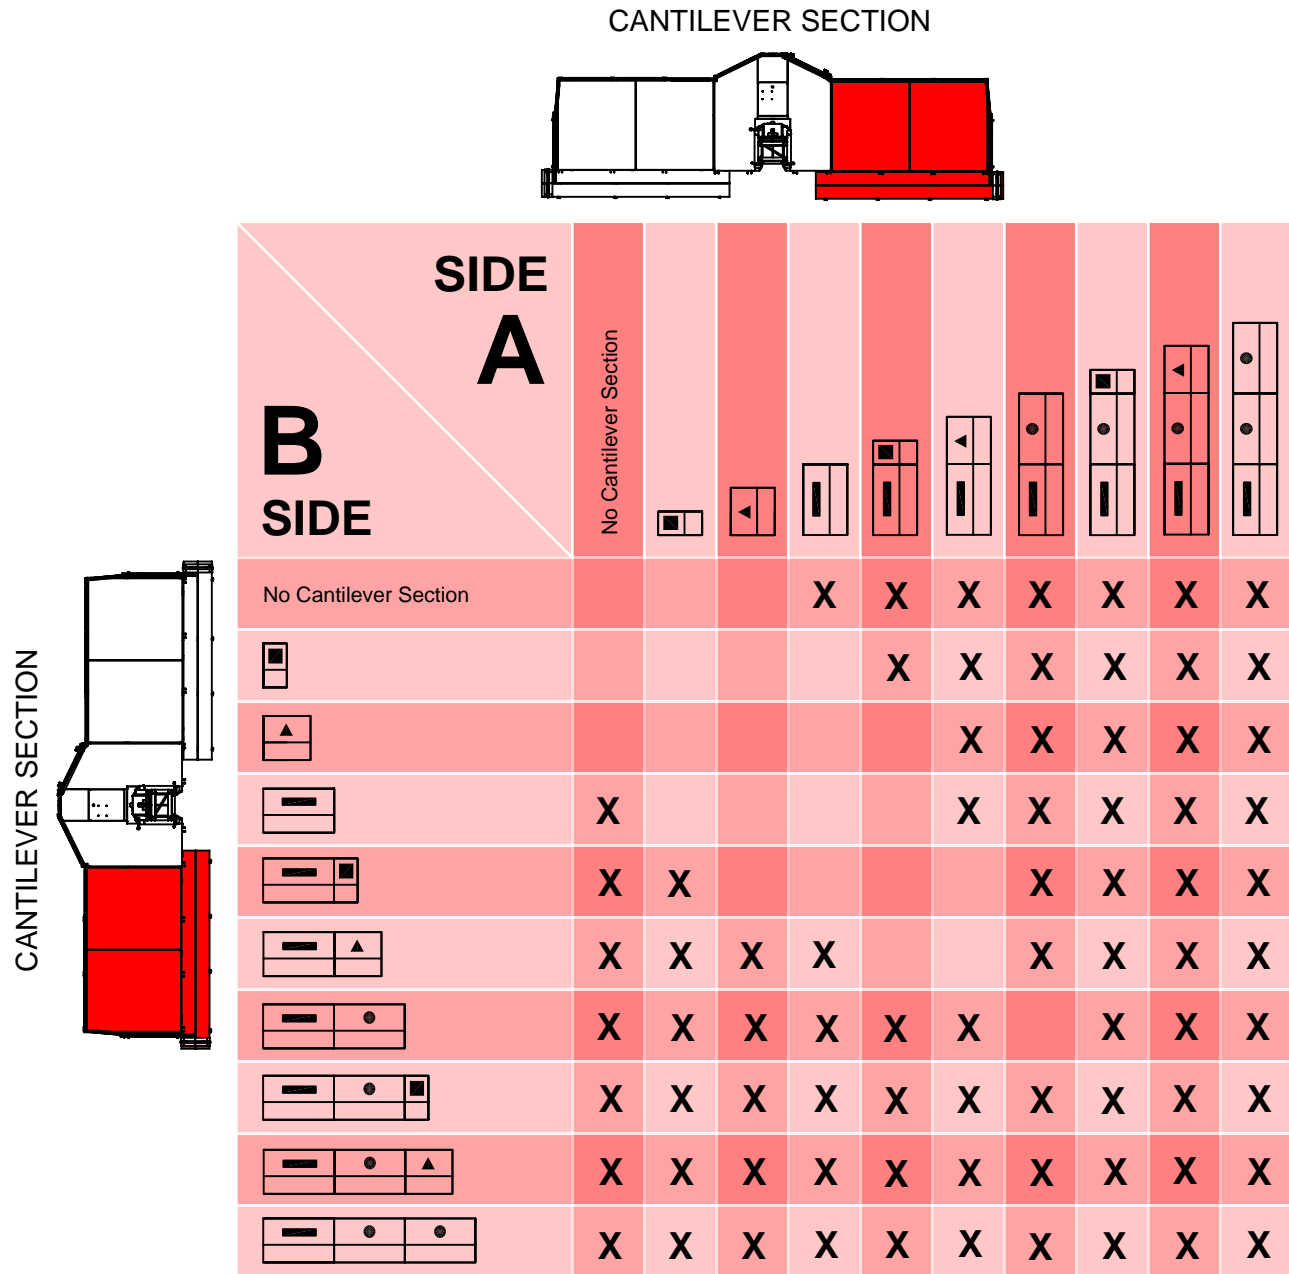 CANTILEVER SECTION
SIDE
A
B
SIDE
No Cantilever Section
CANTILEVER SECTION
No Cantilever Section X X X X X X X
X X X X X X
X X X X X
X X X X X X
X X X X X X
X X X X X X X X
X X X X X X X X X
X X X X X X X X X X
X X X X X X X X X X
X X X X X X X X X X